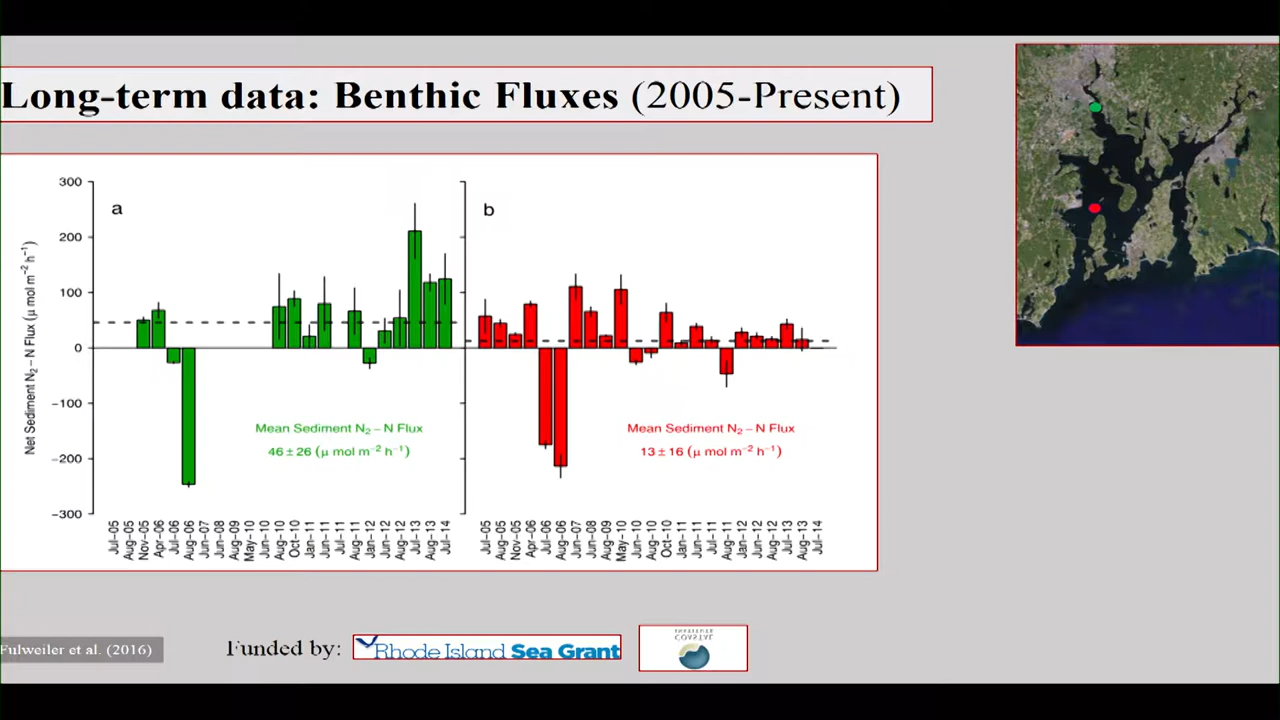 Long-term data: Benthic Fluxes (2005-Present)
a
b
Net Sediment N₂ – N Flux (μ mol m⁻² h⁻¹)
300
200
100
0
−100
−200
−300
Mean Sediment N₂ – N Flux
46 ± 26 (μ mol m⁻² h⁻¹)
Mean Sediment N₂ – N Flux
13 ± 16 (μ mol m⁻² h⁻¹)
Jul−05
Aug−05
Nov−05
Apr−06
Jul−06
Aug−06
Jun−07
Jun−08
Aug−09
May−10
Jun−10
Aug−10
Oct−10
Jan−11
Jun−11
Jul−11
Aug−11
Jan−12
Jun−12
Aug−12
Jul−13
Aug−13
Jul−14
Jul−05
Aug−05
Nov−05
Apr−06
Jul−06
Aug−06
Jun−07
Jun−08
Aug−09
May−10
Jun−10
Aug−10
Oct−10
Jan−11
Jun−11
Jul−11
Aug−11
Jan−12
Jun−12
Aug−12
Jul−13
Aug−13
Jul−14
Fulweiler et al. (2016)
Funded by:
Rhode Island Sea Grant
COASTAL
INSTITUTE